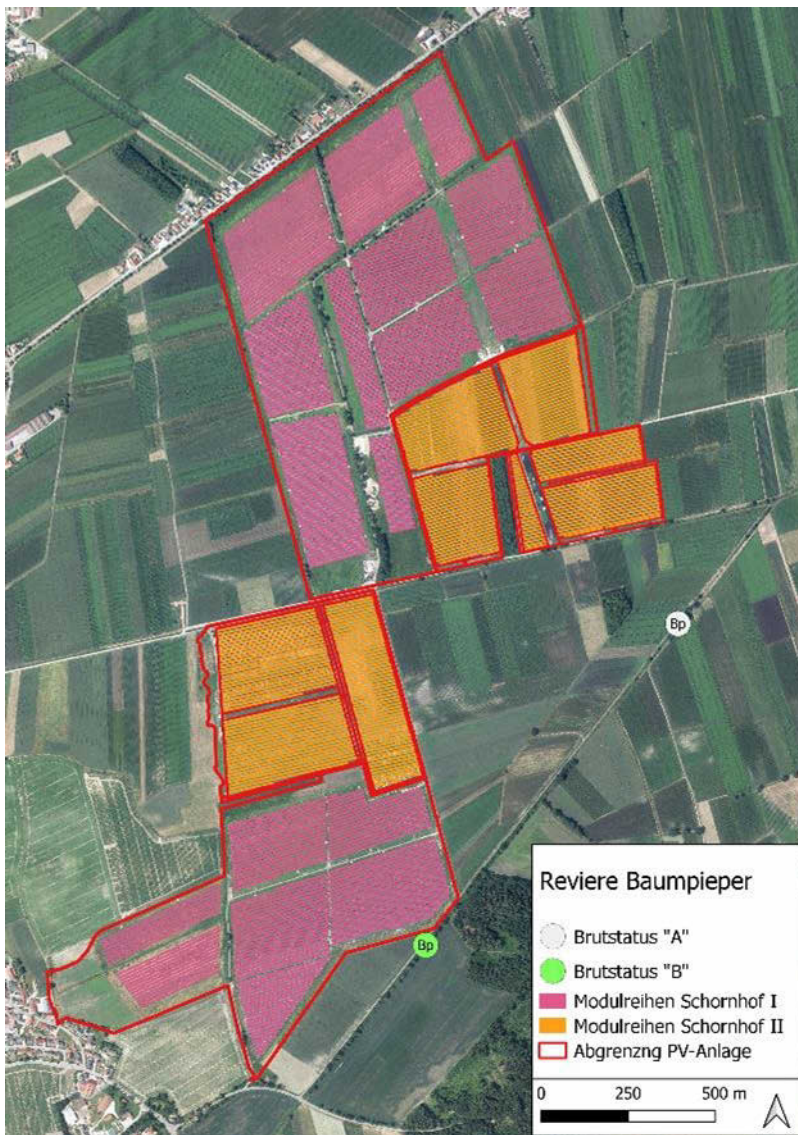 Bp
Bp
Reviere Baumpieper
Brutstatus "A"
Brutstatus "B"
Modulreihen Schornhof I
Modulreihen Schornhof II
Abgrenzng PV-Anlage
0 250 500 m